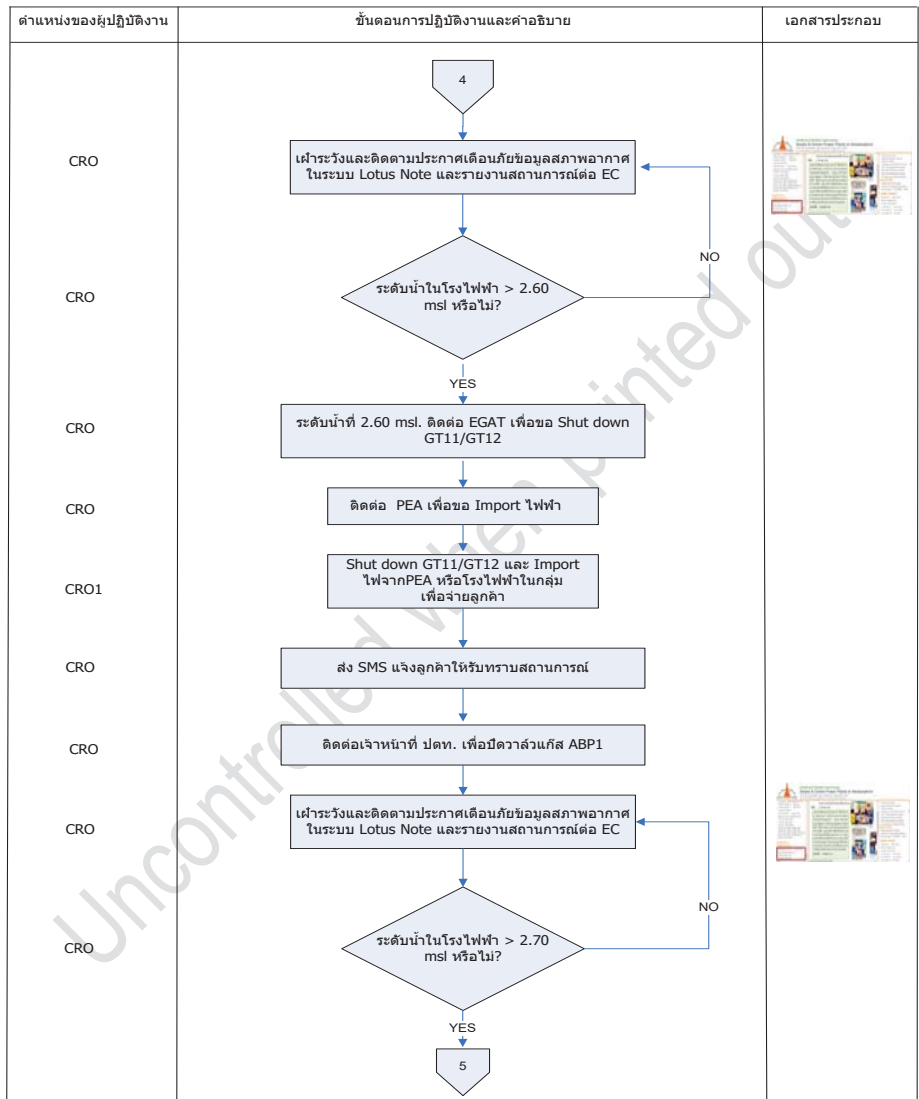 ตำแหน่งของผู้ปฏิบัติงาน
ขั้นตอนการปฏิบัติงานและคำอธิบาย
เอกสารประกอบ
4
CRO
เฝ้าระวังและติดตามประกาศเตือนภัยข้อมูลสภาพอากาศ
ในระบบ Lotus Note และรายงานสถานการณ์ต่อ EC
NO
CRO
ระดับน้ำในโรงไฟฟ้า > 2.60
msl หรือไม่?
YES
CRO
ระดับน้ำที่ 2.60 msl. ติดต่อ EGAT เพื่อขอ Shut down
GT11/GT12
CRO
ติดต่อ PEA เพื่อขอ Import ไฟฟ้า
CRO1
Shut down GT11/GT12 และ Import
ไฟจากPEA หรือโรงไฟฟ้าในกลุ่ม
เพื่อจ่ายลูกค้า
CRO
ส่ง SMS แจ้งลูกค้าให้รับทราบสถานการณ์
CRO
ติดต่อเจ้าหน้าที่ ปตท. เพื่อปิดวาล์วแก๊ส ABP1
CRO
เฝ้าระวังและติดตามประกาศเตือนภัยข้อมูลสภาพอากาศ
ในระบบ Lotus Note และรายงานสถานการณ์ต่อ EC
NO
CRO
ระดับน้ำในโรงไฟฟ้า > 2.70
msl หรือไม่?
YES
5
Uncontrolled when printed out